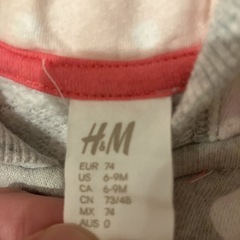 H&M
EUR 74
US 6-9M
CA 6-9M
CN 73/48
MX 74
AUS 0